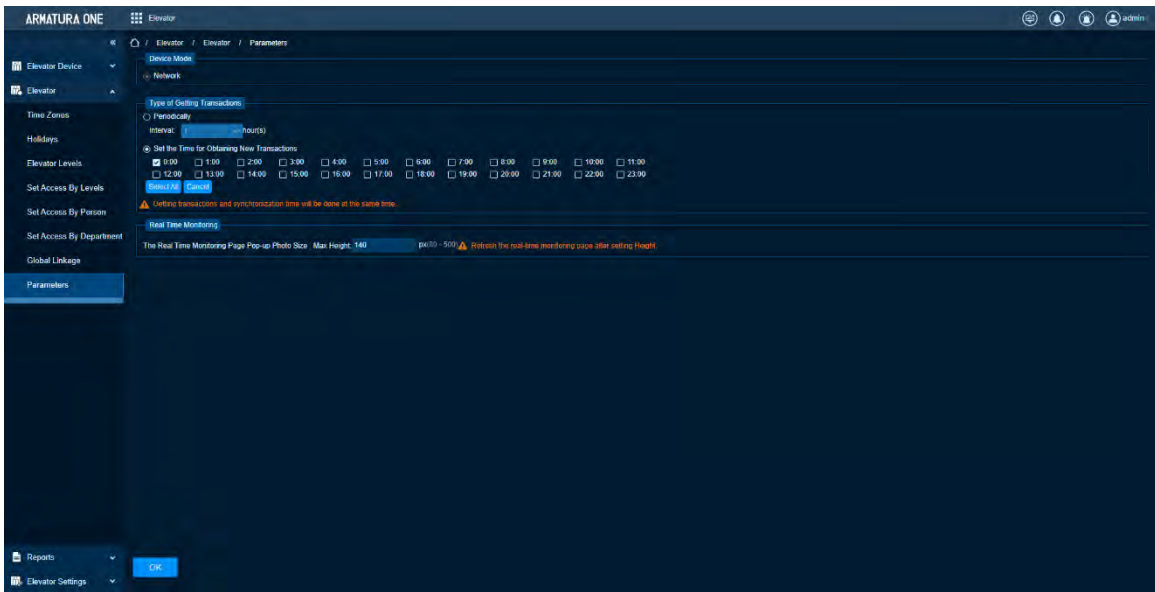 ARMATURA ONE
Elevator
admin
/ Elevator / Elevator / Parameters
Elevator Device
Elevator
Time Zones
Holidays
Elevator Levels
Set Access By Levels
Set Access By Person
Set Access By Department
Global Linkage
Parameters
Reports
Elevator Settings
Device Mode
Network
Type of Getting Transactions
Periodically
Interval: hour(s)
Set the Time for Obtaining New Transactions
0:00 1:00 2:00 3:00 4:00 5:00 6:00 7:00 8:00 9:00 10:00 11:00
12:00 13:00 14:00 15:00 16:00 17:00 18:00 19:00 20:00 21:00 22:00 23:00
Select All Cancel
Getting transactions and synchronization time will be done at the same time.
Real Time Monitoring
The Real Time Monitoring Page Pop-up Photo Size Max Height: 140 px(80 - 500) Refresh the real-time monitoring page after setting Height.
OK